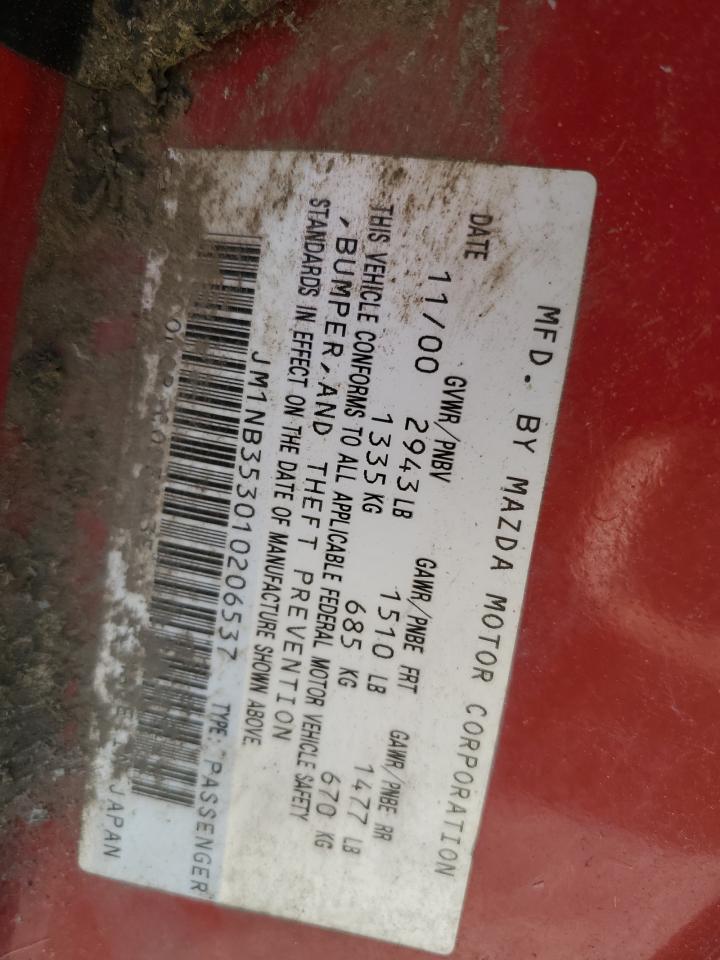 MFD. BY MAZDA MOTOR CORPORATION
DATE GVWR/PNBV GAWR/PNBE FRT GAWR/PNBE RR
11/00 2943LB 1510 LB 1477 LB
1335KG 685 KG 670 KG
THIS VEHICLE CONFORMS TO ALL APPLICABLE FEDERAL MOTOR VEHICLE SAFETY
, BUMPER, AND THEFT PREVENTION
STANDARDS IN EFFECT ON THE DATE OF MANUFACTURE SHOWN ABOVE
JM1NB353010206537 TYPE: PASSENGER
JAPAN